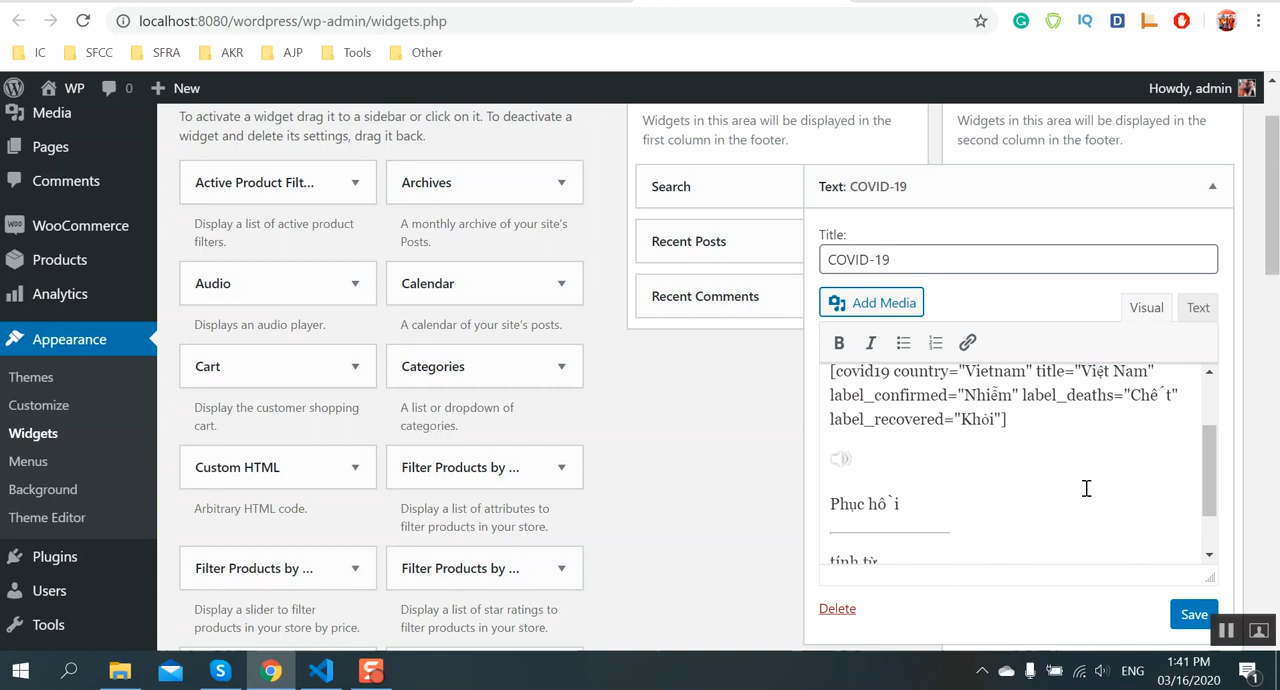 localhost:8080/wordpress/wp-admin/widgets.php
IC SFCC SFRA AKR AJP Tools Other
WP 0 New Howdy, admin
Media
Pages
Comments
WooCommerce
Products
Analytics
Appearance
Themes
Customize
Widgets
Menus
Background
Theme Editor
Plugins
Users
Tools
To activate a widget drag it to a sidebar or click on it. To deactivate a
widget and delete its settings, drag it back.
Active Product Filt...
Display a list of active product
filters.
Archives
A monthly archive of your site's
Posts.
Audio
Displays an audio player.
Calendar
A calendar of your site's posts.
Cart
Display the customer shopping
cart.
Categories
A list or dropdown of
categories.
Custom HTML
Arbitrary HTML code.
Filter Products by ...
Display a list of attributes to
filter products in your store.
Filter Products by ...
Display a slider to filter
products in your store by price.
Filter Products by ...
Display a list of star ratings to
filter products in your store.
Widgets in this area will be displayed in the
first column in the footer.
Search
Recent Posts
Recent Comments
Widgets in this area will be displayed in the
second column in the footer.
Text: COVID-19
Title:
COVID-19
Add Media
Visual Text
B I
[covid19 country="Vietnam" title="Việt Nam"
label_confirmed="Nhiễm" label_deaths="Chết"
label_recovered="Khỏi"]
Phục hồi
tính từ
Delete
Save
ENG
1:41 PM
03/16/2020
1